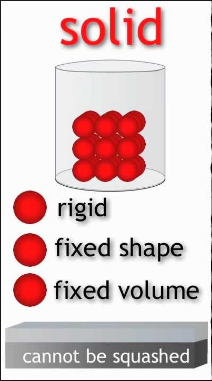 solid
rigid
fixed shape
fixed volume
cannot be squashed